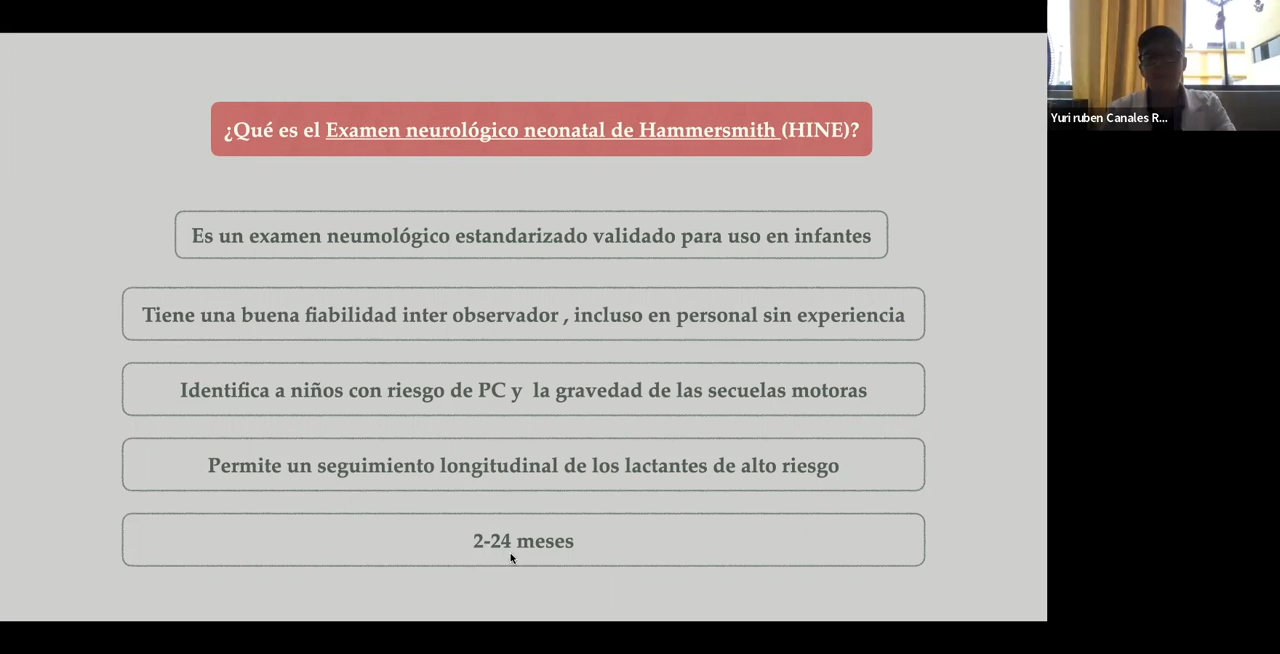 ¿Qué es el Examen neurológico neonatal de Hammersmith (HINE)?
Es un examen neumológico estandarizado validado para uso en infantes
Tiene una buena fiabilidad inter observador , incluso en personal sin experiencia
Identifica a niños con riesgo de PC y la gravedad de las secuelas motoras
Permite un seguimiento longitudinal de los lactantes de alto riesgo
2-24 meses
Yuri ruben Canales R...